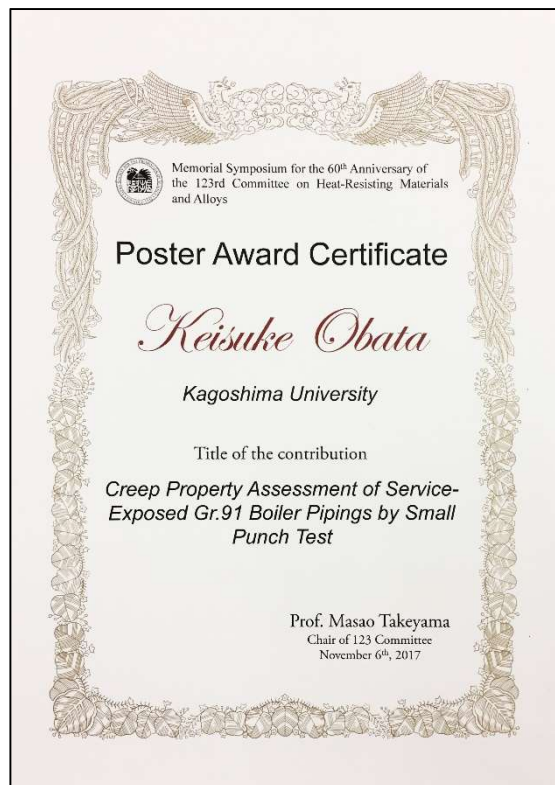 Memorial Symposium for the 60th Anniversary of
the 123rd Committee on Heat-Resisting Materials
and Alloys
Poster Award Certificate
Keisuke Obata
Kagoshima University
Title of the contribution
Creep Property Assessment of Service-
Exposed Gr.91 Boiler Pipings by Small
Punch Test
Prof. Masao Takeyama
Chair of 123 Committee
November 6th, 2017